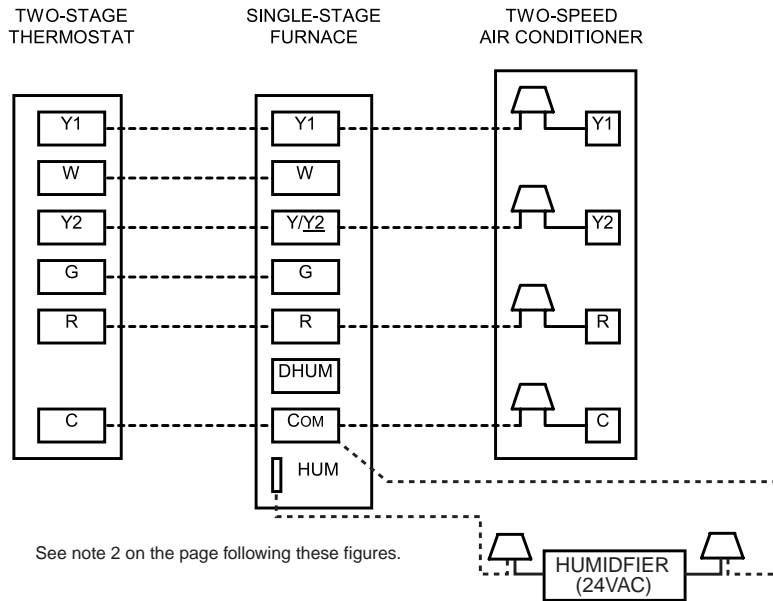 TWO-STAGE
THERMOSTAT
SINGLE-STAGE
FURNACE
TWO-SPEED
AIR CONDITIONER
Y1
Y1
Y1
W
W
Y2
Y/Y2
Y2
G
G
R
R
R
DHUM
C
COM
C
HUM
See note 2 on the page following these figures.
HUMIDFIER
(24VAC)